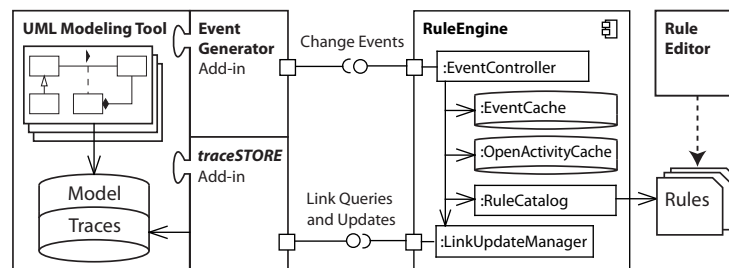 UML Modeling Tool
Model
Traces
Event
Generator
Add-in
traceSTORE
Add-in
Change Events
Link Queries
and Updates
RuleEngine
:EventController
:EventCache
:OpenActivityCache
:RuleCatalog
:LinkUpdateManager
Rule
Editor
Rules